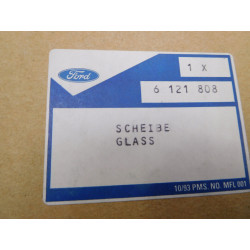 1 X
Ford
6 121 808
SCHEIBE
GLASS
10/93 PMS NO. MFL 001